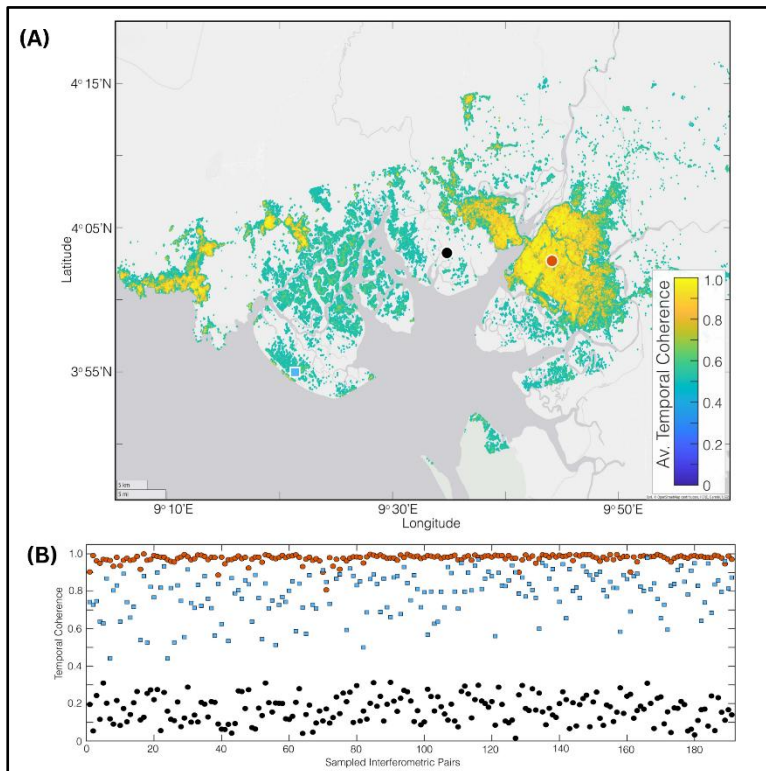 (A)
4°15'N
4°05'N
3°55'N
Latitude
5 km
5 mi
9°10'E
9°30'E
9°50'E
Longitude
Av. Temporal Coherence
1.0
0.8
0.6
0.4
0.2
0
(B)
Temporal Coherence
1.0
0.8
0.6
0.4
0.2
0
0
20
40
60
80
100
120
140
160
180
Sampled Interferometric Pairs